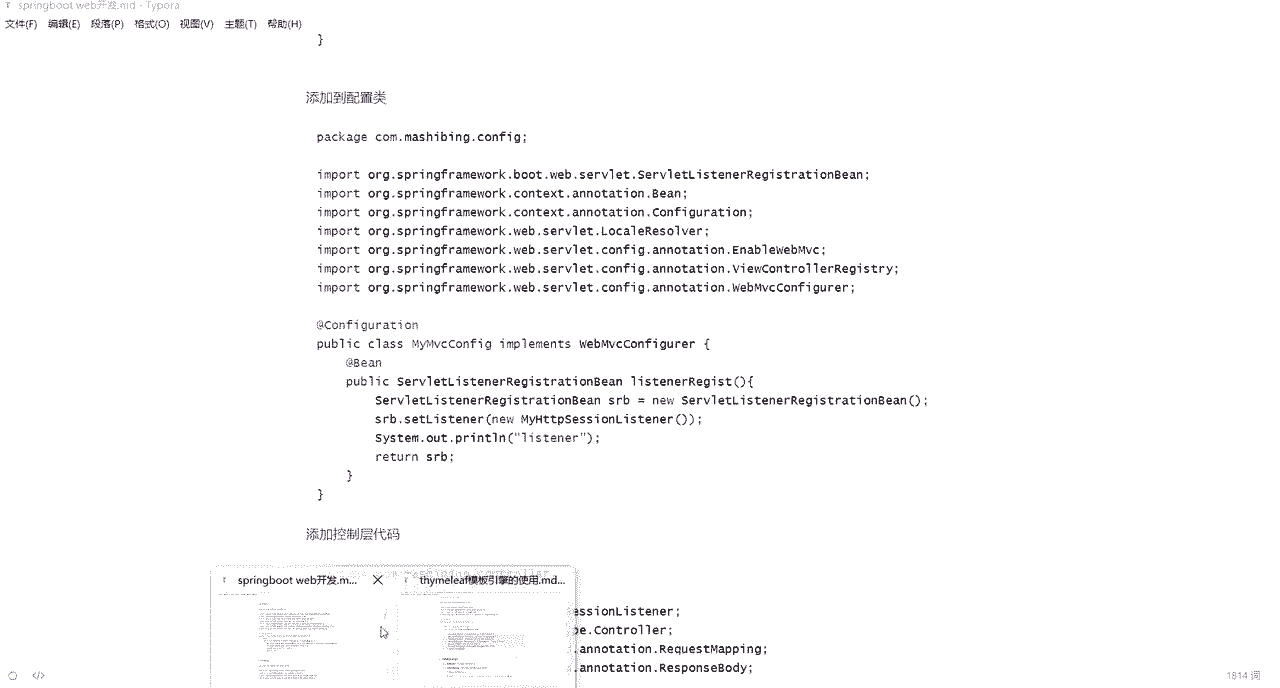 springboot web开发.md - Typora
文件(F) 编辑(E) 段落(P) 格式(O) 视图(V) 主题(T) 帮助(H)
}
添加到配置类
package com.mashibing.config;
import org.springframework.boot.web.servlet.ServletListenerRegistrationBean;
import org.springframework.context.annotation.Bean;
import org.springframework.context.annotation.Configuration;
import org.springframework.web.servlet.LocaleResolver;
import org.springframework.web.servlet.config.annotation.EnableWebMvc;
import org.springframework.web.servlet.config.annotation.ViewControllerRegistry;
import org.springframework.web.servlet.config.annotation.WebMvcConfigurer;
@Configuration
public class MyMvcConfig implements WebMvcConfigurer {
@Bean
public ServletListenerRegistrationBean listenerRegist(){
ServletListenerRegistrationBean srb = new ServletListenerRegistrationBean();
srb.setListener(new MyHttpSessionListener());
System.out.println("listener");
return srb;
}
}
添加控制层代码
springboot web开发.m... thymeleaf模板引擎的使用.md...
essionListener;
pe.Controller;
.annotation.RequestMapping;
.annotation.ResponseBody;
1814 词